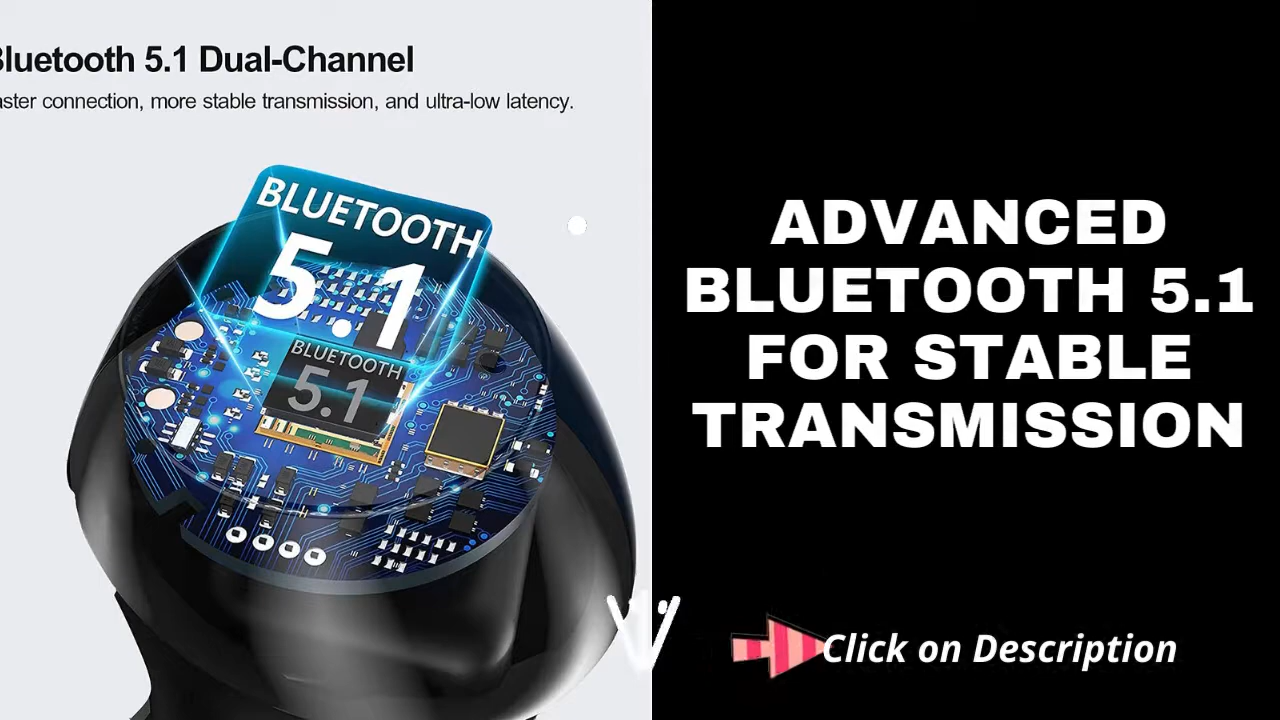 Bluetooth 5.1 Dual-Channel
aster connection, more stable transmission, and ultra-low latency.
BLUETOOTH
5.1
BLUETOOTH
5.1
ADVANCED
BLUETOOTH 5.1
FOR STABLE
TRANSMISSION
Click on Description